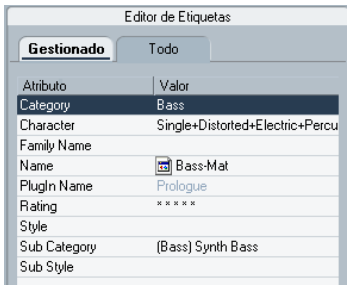 Editor de Etiquetas
Gestionado Todo
Atributo Valor
Category Bass
Character Single+Distorted+Electric+Percu
Family Name
Name Bass-Mat
PlugIn Name Prologue
Rating *****
Style
Sub Category (Bass) Synth Bass
Sub Style